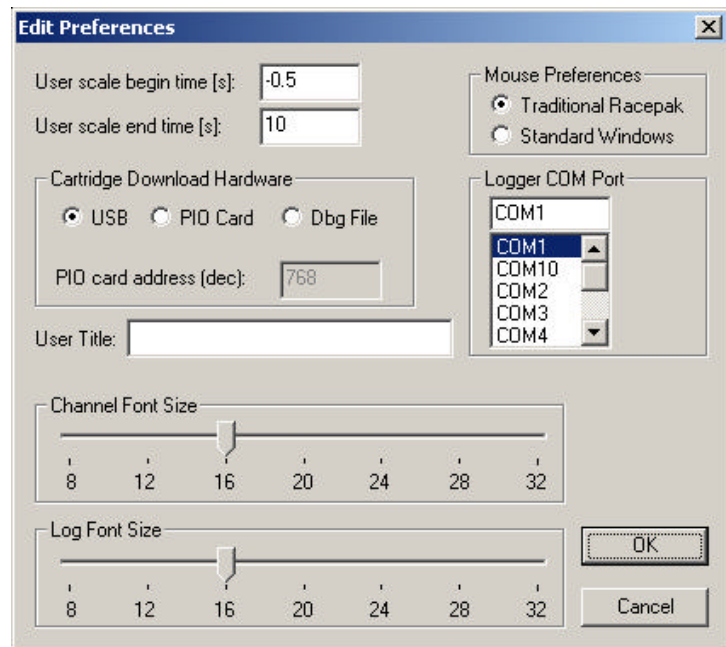 Edit Preferences
User scale begin time [s]: -0.5
User scale end time [s]: 10
Mouse Preferences
Traditional Racepak
Standard Windows
Cartridge Download Hardware
USB PIO Card Dbg File
PIO card address (dec): 768
Logger COM Port
COM1
COM1
COM10
COM2
COM3
COM4
User Title:
Channel Font Size
8 12 16 20 24 28 32
Log Font Size
8 12 16 20 24 28 32
OK
Cancel